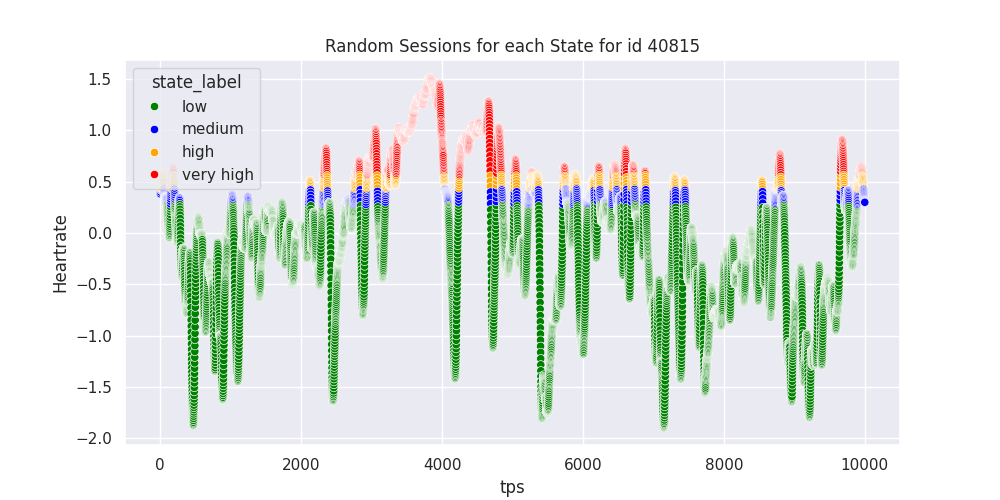 Random Sessions for each State for id 40815
state_label
low
medium
high
very high
Heartrate
1.5
1.0
0.5
0.0
−0.5
−1.0
−1.5
−2.0
0 2000 4000 6000 8000 10000
tps